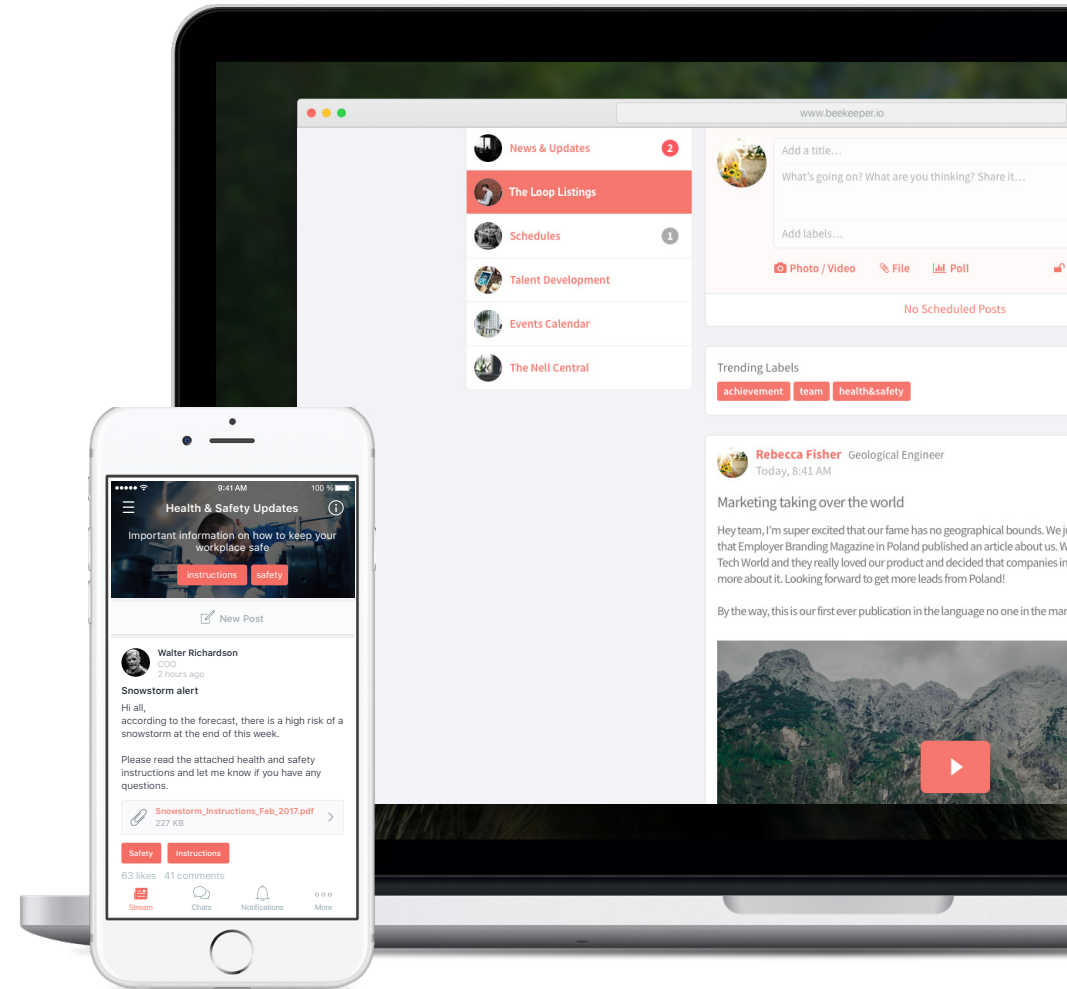 www.beekeeper.io
News & Updates
2
The Loop Listings
Schedules
1
Talent Development
Events Calendar
The Nell Central
Add a title...
What's going on? What are you thinking? Share it...
Add labels...
Photo / Video
File
Poll
No Scheduled Posts
Trending Labels
achievement
team
health&safety
Rebecca Fisher Geological Engineer
Today, 8:41 AM
Marketing taking over the world
Hey team, I'm super excited that our fame has no geographical bounds. We
that Employer Branding Magazine in Poland published an article about us.
Tech World and they really loved our product and decided that companies in
more about it. Looking forward to get more leads from Poland!
By the way, this is our first ever publication in the language no one in the
9:41 AM
100 %
Health & Safety Updates
Important information on how to keep your
workplace safe
instructions
safety
New Post
Walter Richardson
COO
2 hours ago
Snowstorm alert
Hi all,
according to the forecast, there is a high risk of a
snowstorm at the end of this week.
Please read the attached health and safety
instructions and let me know if you have any
questions.
Snowstorm_Instructions_Feb_2017.pdf
227 KB
Safety
Instructions
63 likes 41 comments
Stream
Chats
Notifications
More